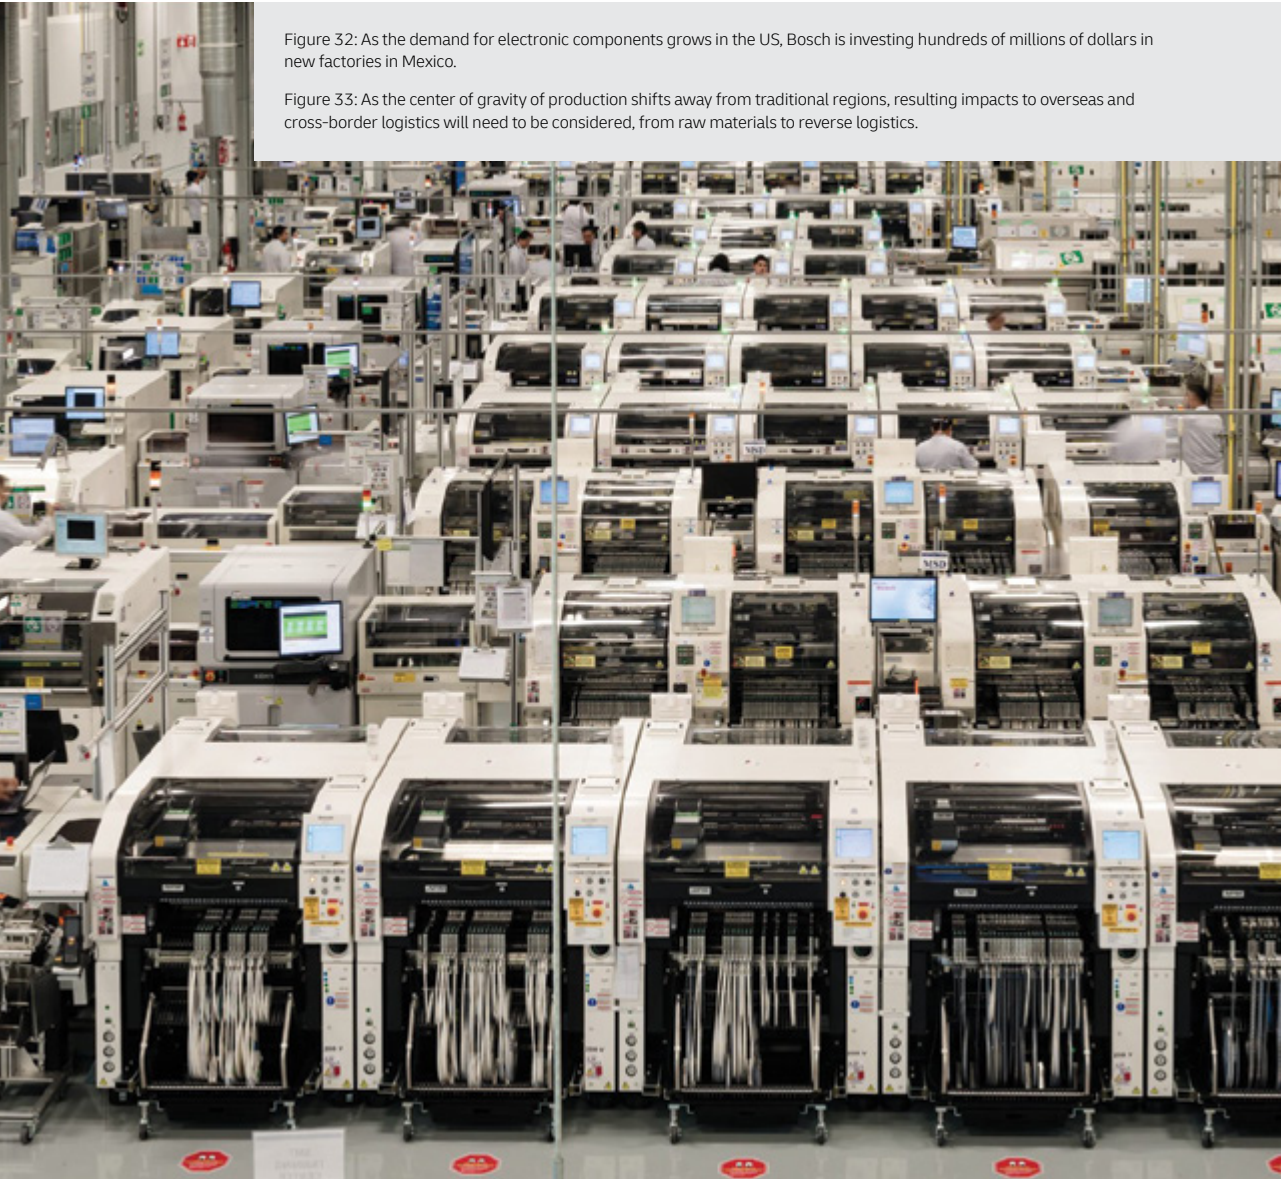 Figure 32: As the demand for electronic components grows in the US, Bosch is investing hundreds of millions of dollars in
new factories in Mexico.
Figure 33: As the center of gravity of production shifts away from traditional regions, resulting impacts to overseas and
cross-border logistics will need to be considered, from raw materials to reverse logistics.
MSD
MSD